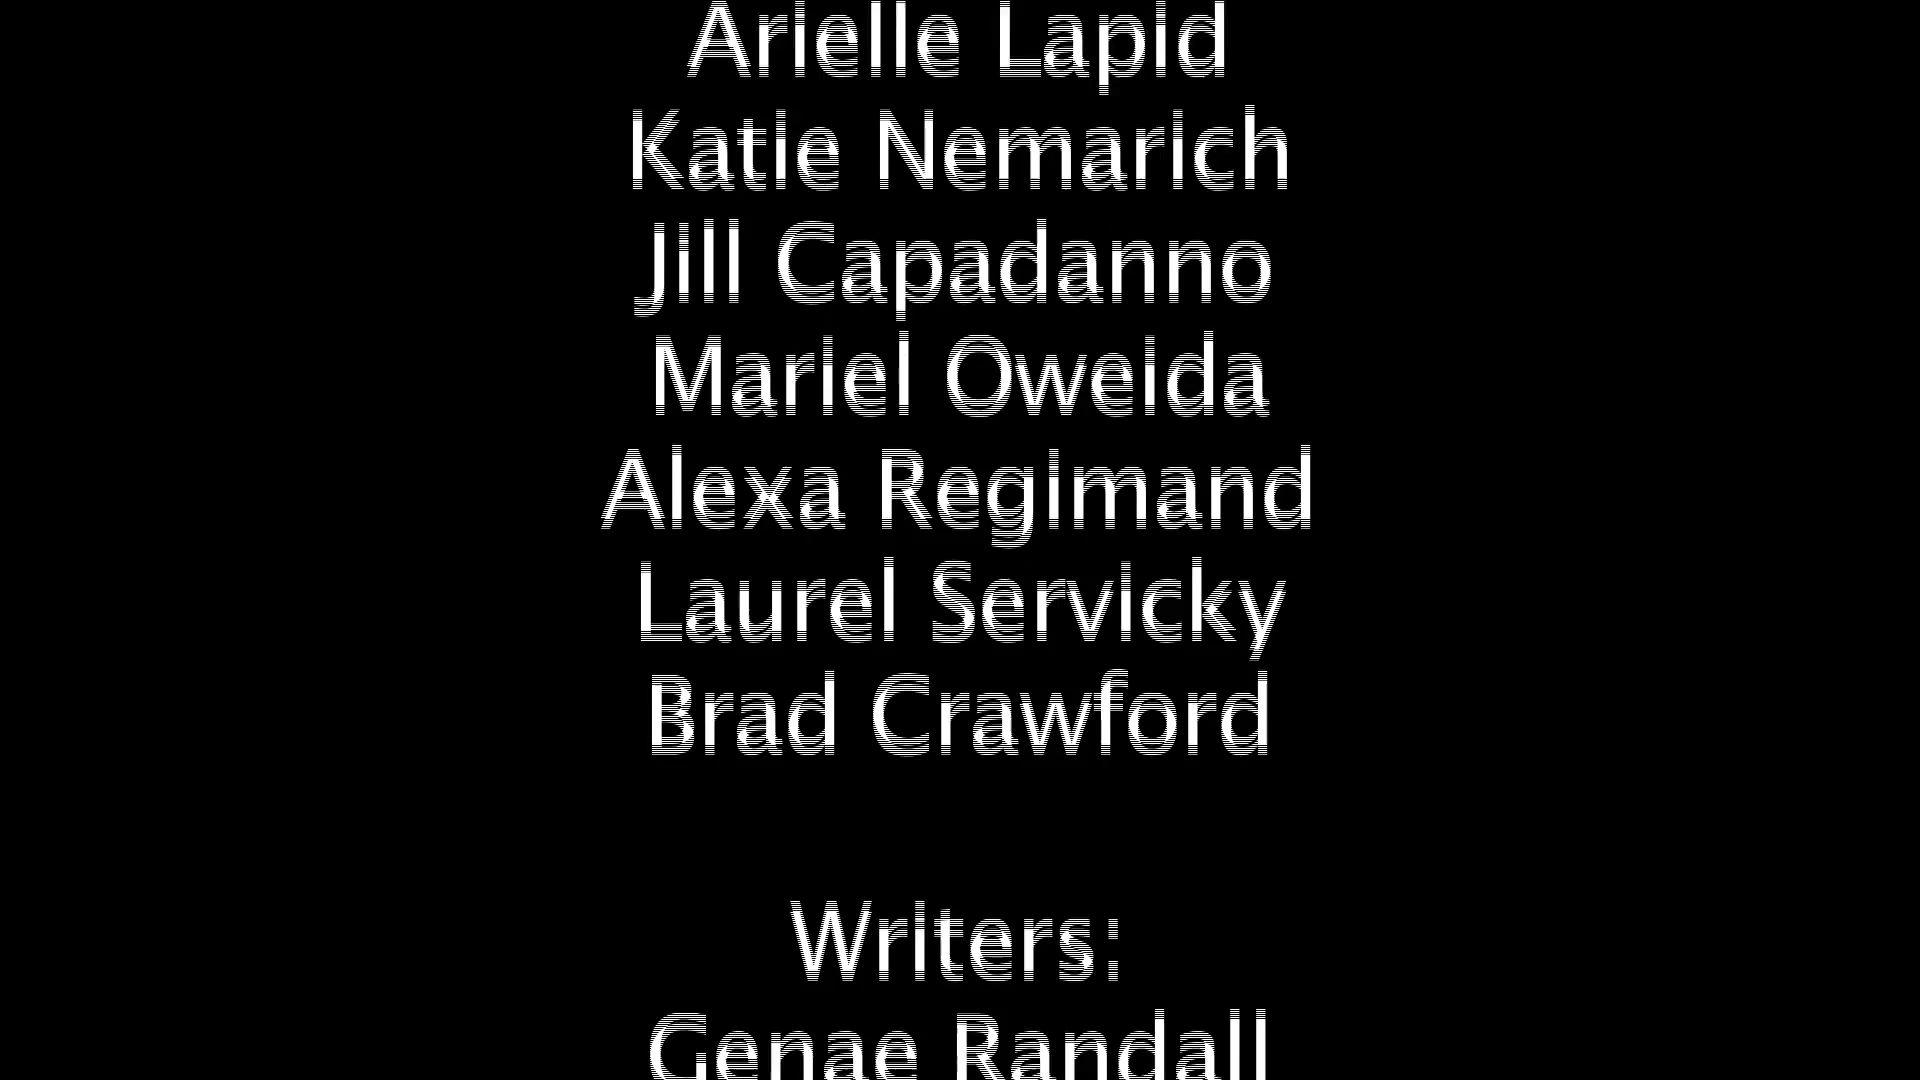 Arielle Lapid
Katie Nemarich
Jill Capadanno
Mariel Oweida
Alexa Regimand
Laurel Servicky
Brad Crawford
Writers:
Genae Randall